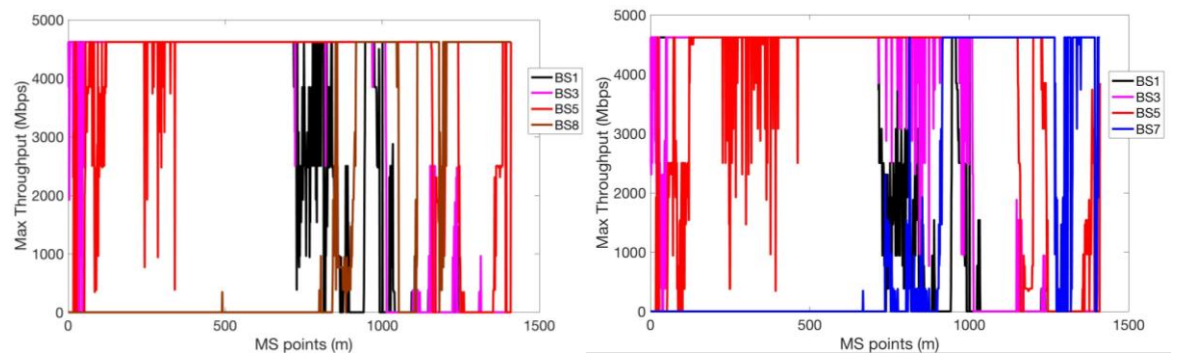 5000
4000
3000
2000
1000
0
Max Throughput (Mbps)
0 500 1000 1500
MS points (m)
BS1
BS3
BS5
BS8
5000
4000
3000
2000
1000
0
Max Throughput (Mbps)
0 500 1000 1500
MS points (m)
BS1
BS3
BS5
BS7